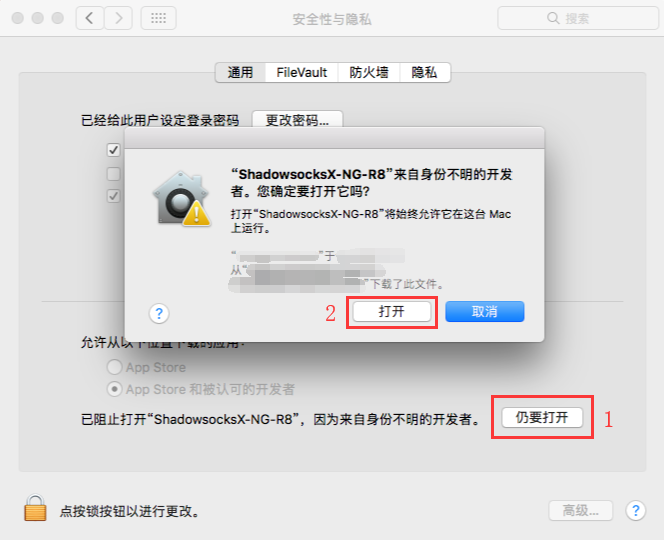 安全性与隐私
搜索
通用 FileVault 防火墙 隐私
已经给此用户设定登录密码 更改密码...
“ShadowsocksX-NG-R8”来自身份不明的开发
者。您确定要打开它吗?
打开“ShadowsocksX-NG-R8”将始终允许它在这台 Mac
上运行。
“ ”于
从“
”下载了此文件。
? 2 打开 取消
允许从以下位置下载的应用:
App Store
App Store 和被认可的开发者
已阻止打开“ShadowsocksX-NG-R8”，因为来自身份不明的开发者。 仍要打开 1
点按锁按钮以进行更改。 高级... ?